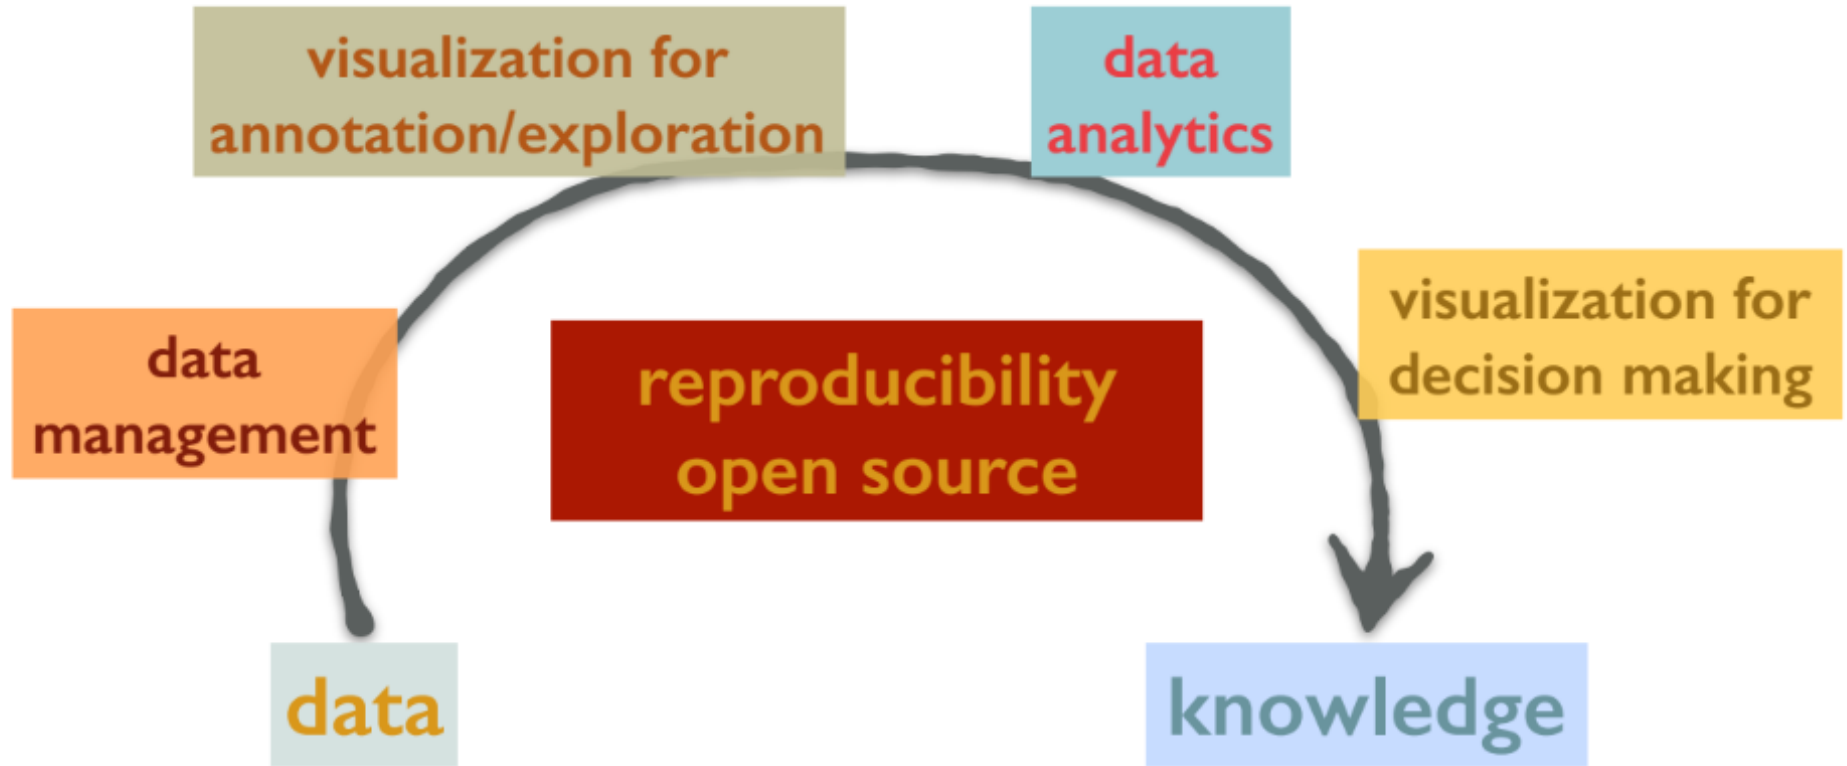 visualization for
annotation/exploration
data
analytics
visualization for
decision making
data
management
reproducibility
open source
data
knowledge